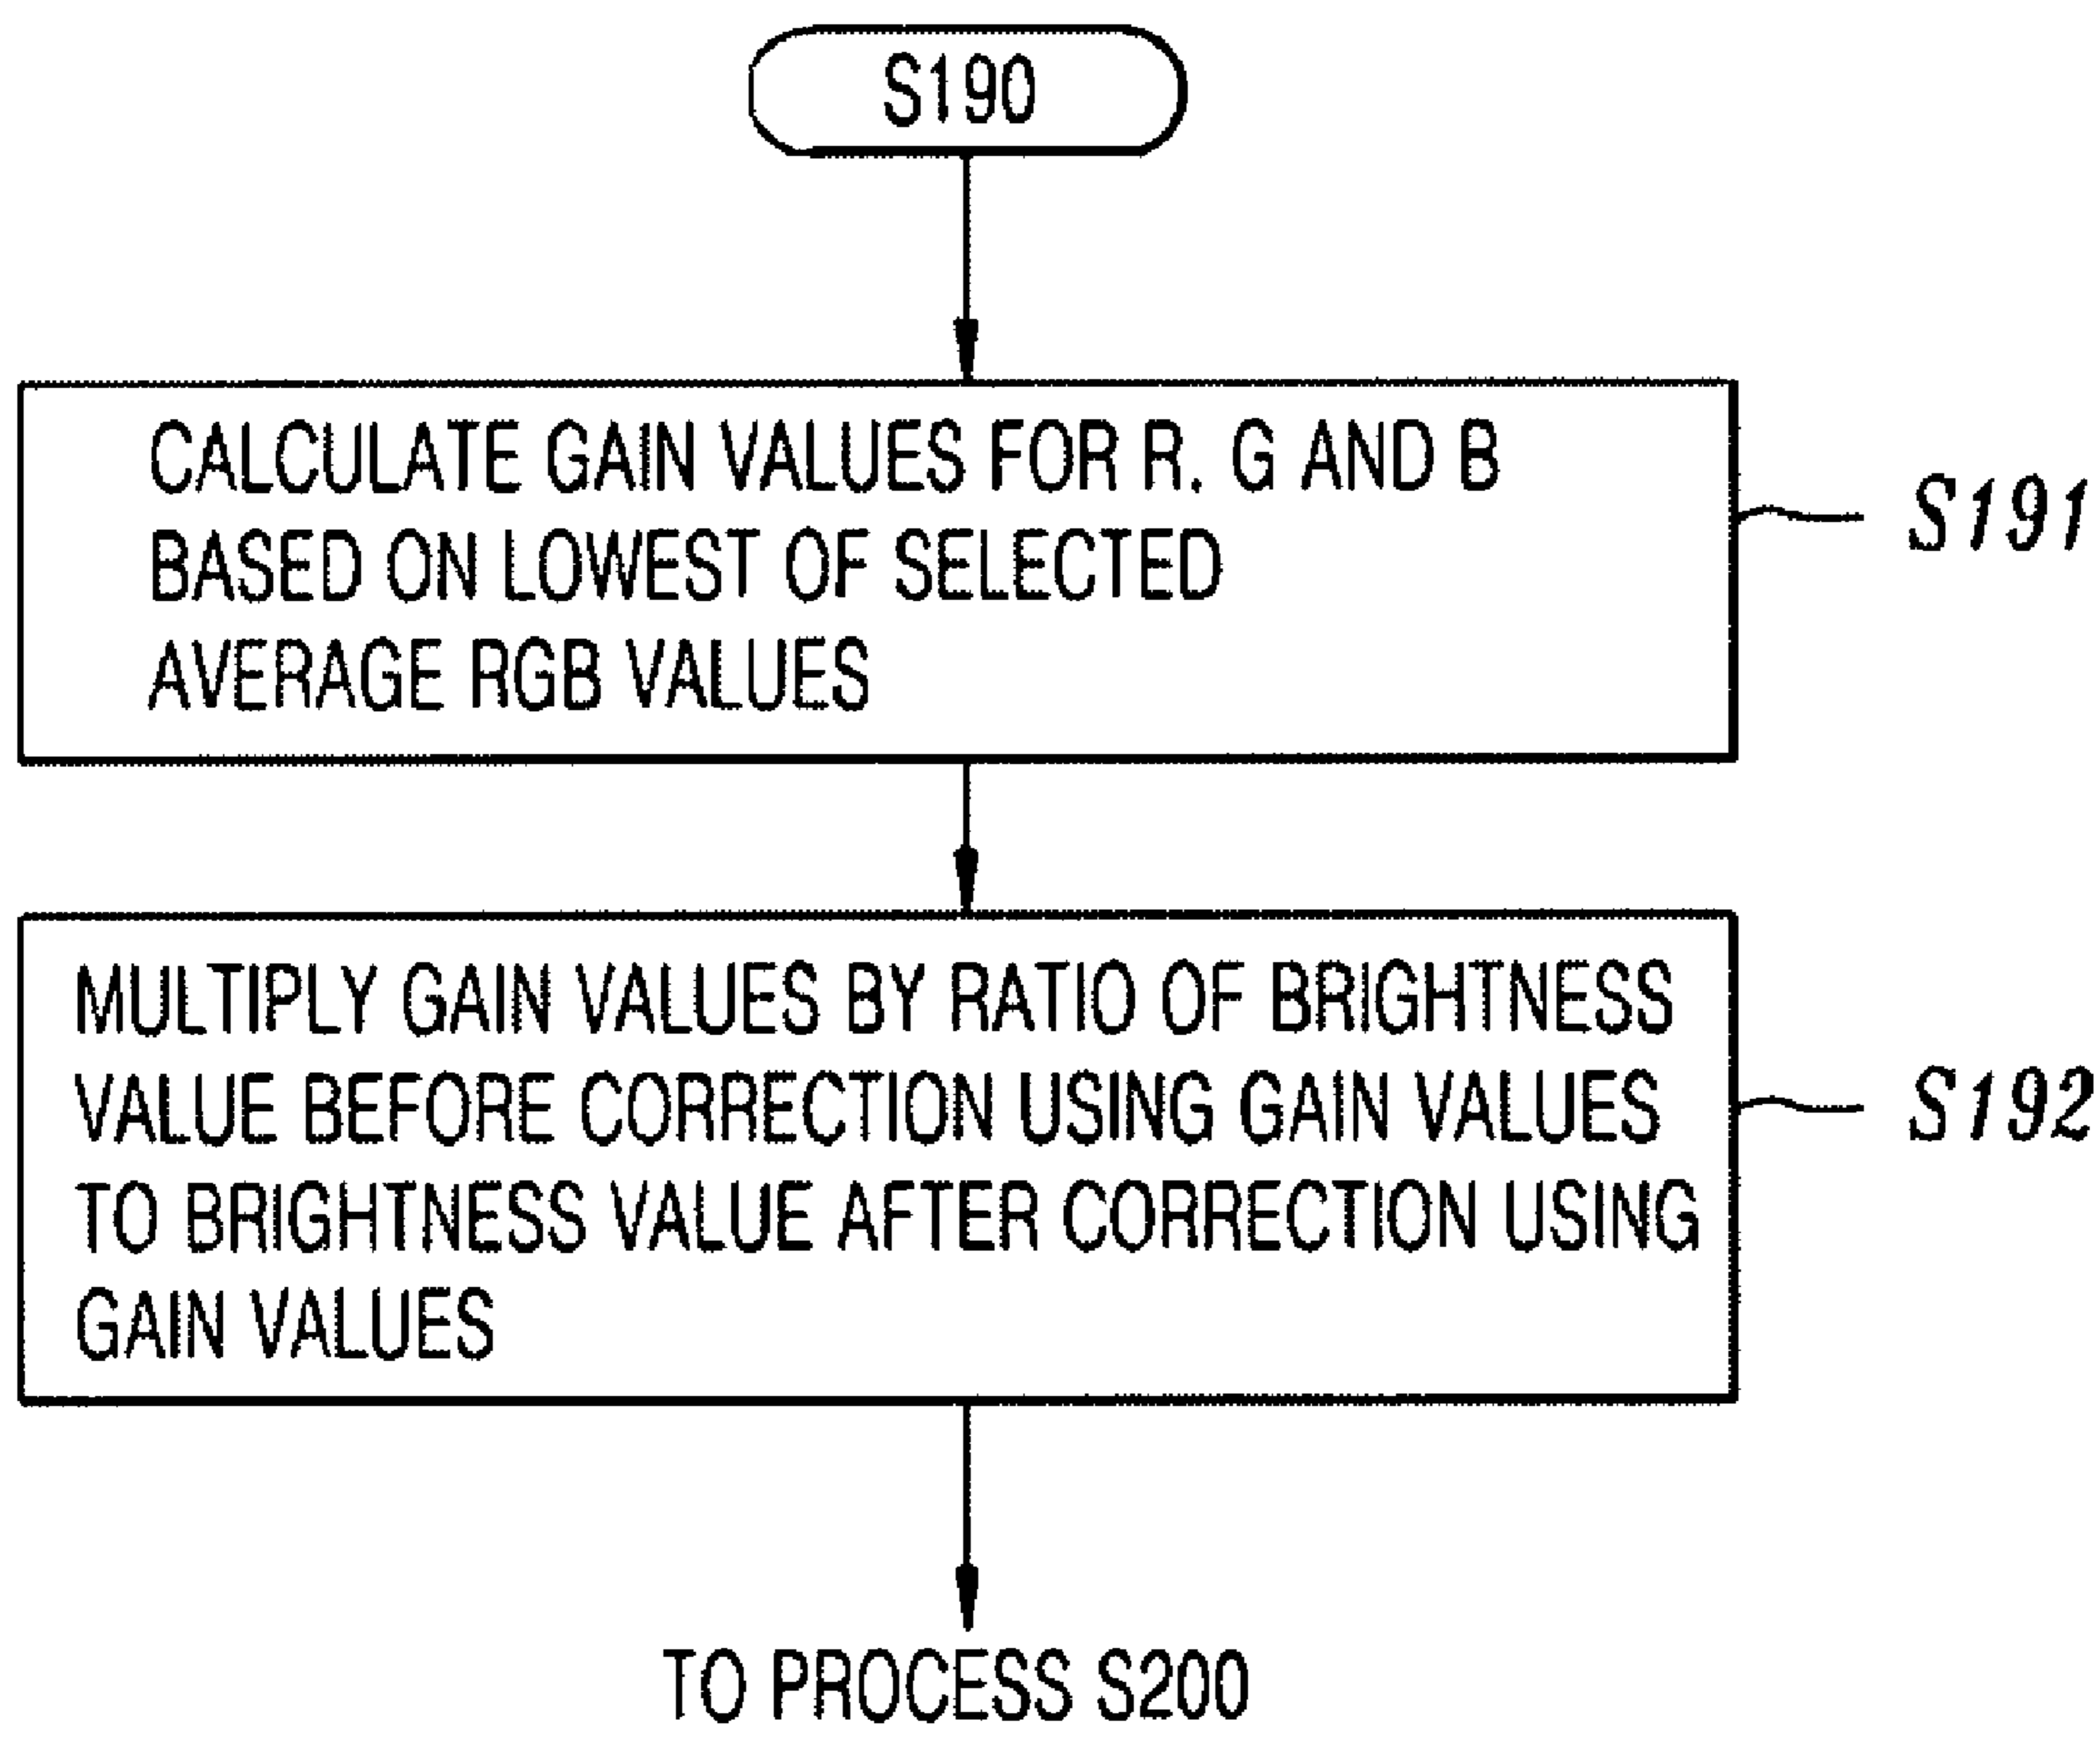 S190
CALCULATE GAIN VALUES FOR R. G AND B
BASED ON LOWEST OF SELECTED
AVERAGE RGB VALUES
S191
MULTIPLY GAIN VALUES BY RATIO OF BRIGHTNESS
VALUE BEFORE CORRECTION USING GAIN VALUES
TO BRIGHTNESS VALUE AFTER CORRECTION USING
GAIN VALUES
S192
TO PROCESS S200